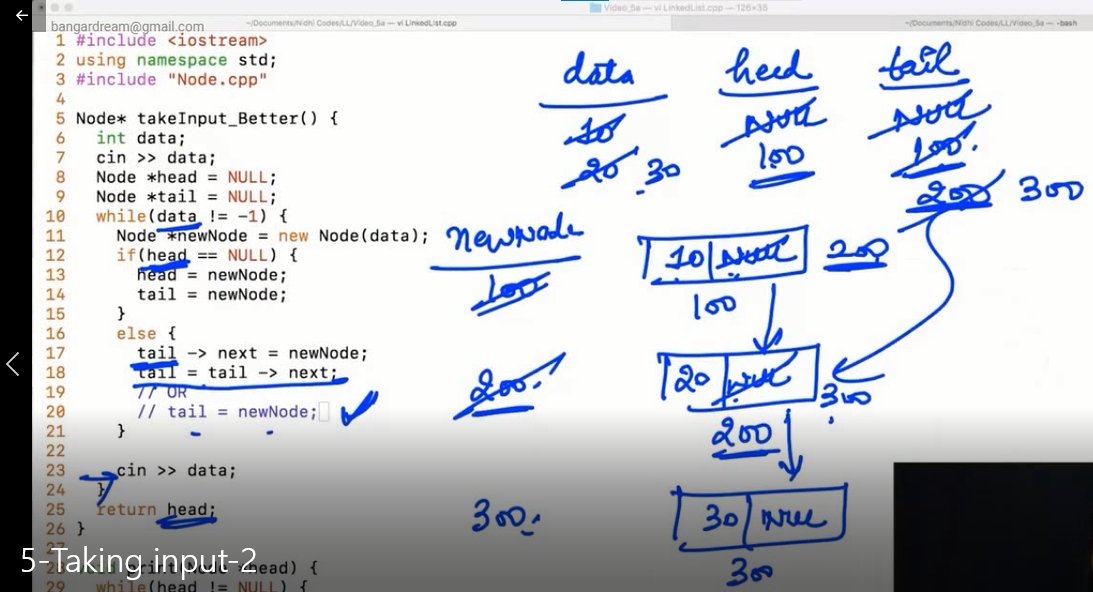 Video_5a — vi LinkedList.cpp — 126×35
~/Documents/Nidhi Codes/LL/Video_5a — vi LinkedList.cpp
~/Documents/Nidhi Codes/LL/Video_5a — -bash
bangardream@gmail.com
1 #include <iostream>
2 using namespace std;
3 #include "Node.cpp"
4
5 Node* takeInput_Better() {
6 int data;
7 cin >> data;
8 Node *head = NULL;
9 Node *tail = NULL;
10 while(data != -1) {
11 Node *newNode = new Node(data);
12 if(head == NULL) {
13 head = newNode;
14 tail = newNode;
15 }
16 else {
17 tail -> next = newNode;
18 tail = tail -> next;
19 // OR
20 // tail = newNode;
21 }
22
23 cin >> data;
24 }
25 return head;
26 }
27
5-Taking input-2
head) {
29 while(head != NULL) {
data head tail
10 NULL NULL
20 30 100 100
200 300
newNode
100
10 NULL 200
100
200
20 NULL 300
200
300
30 NULL
300